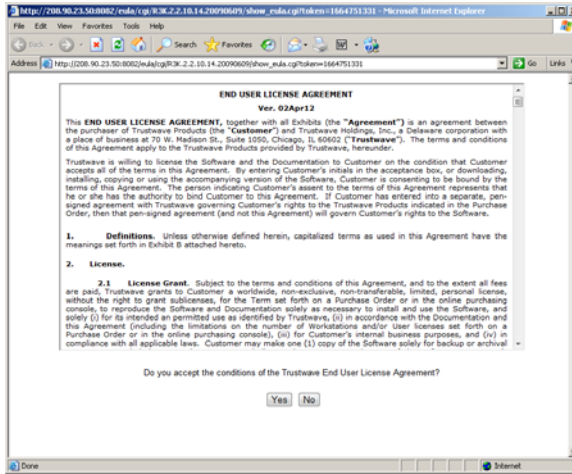 http://208.90.23.50:8082/eula/cgi/R3K.2.2.10.14.20090609/show_eula.cgi?token=1664751331 - Microsoft Internet Explorer
File Edit View Favorites Tools Help
Back Search Favorites
Address http://208.90.23.50:8082/eula/cgi/R3K.2.2.10.14.20090609/show_eula.cgi?token=1664751331 Go Links
END USER LICENSE AGREEMENT
Ver. 02Apr12
This END USER LICENSE AGREEMENT, together with all Exhibits (the "Agreement") is an agreement between
the purchaser of Trustwave Products (the "Customer") and Trustwave Holdings, Inc., a Delaware corporation with
a place of business at 70 W. Madison St., Suite 1050, Chicago, IL 60602 ("Trustwave"). The terms and conditions
of this Agreement apply to the Trustwave Products provided by Trustwave, hereunder.
Trustwave is willing to license the Software and the Documentation to Customer on the condition that Customer
accepts all of the terms in this Agreement. By entering Customer's initials in the acceptance box, or downloading,
installing, copying or using the accompanying version of the Software, Customer is consenting to be bound by the
terms of this Agreement. The person indicating Customer's assent to the terms of this Agreement represents that
he or she has the authority to bind Customer to this Agreement. If Customer has entered into a separate, pen-
signed agreement with Trustwave governing Customer's rights to the Trustwave Products indicated in the Purchase
Order, then that pen-signed agreement (and not this Agreement) will govern Customer's rights to the Software.
1. Definitions. Unless otherwise defined herein, capitalized terms as used in this Agreement have the
meanings set forth in Exhibit B attached hereto.
2. License.
2.1 License Grant. Subject to the terms and conditions of this Agreement, and to the extent all fees
are paid, Trustwave grants to Customer a worldwide, non-exclusive, non-transferable, limited, personal license,
without the right to grant sublicenses, for the Term set forth on a Purchase Order or in the online purchasing
console, to reproduce the Software and Documentation solely as necessary to install and use the Software, and
solely (i) for its intended an permitted use as identified by Trustwave, (ii) in accordance with the Documentation and
this Agreement (including the limitations on the number of Workstations and/or User licenses set forth on a
Purchase Order or in the online purchasing console), (iii) for Customer's internal business purposes, and (iv) in
compliance with all applicable laws. Customer may make one (1) copy of the Software solely for backup or archival
Do you accept the conditions of the Trustwave End User License Agreement?
Yes No
Done Internet